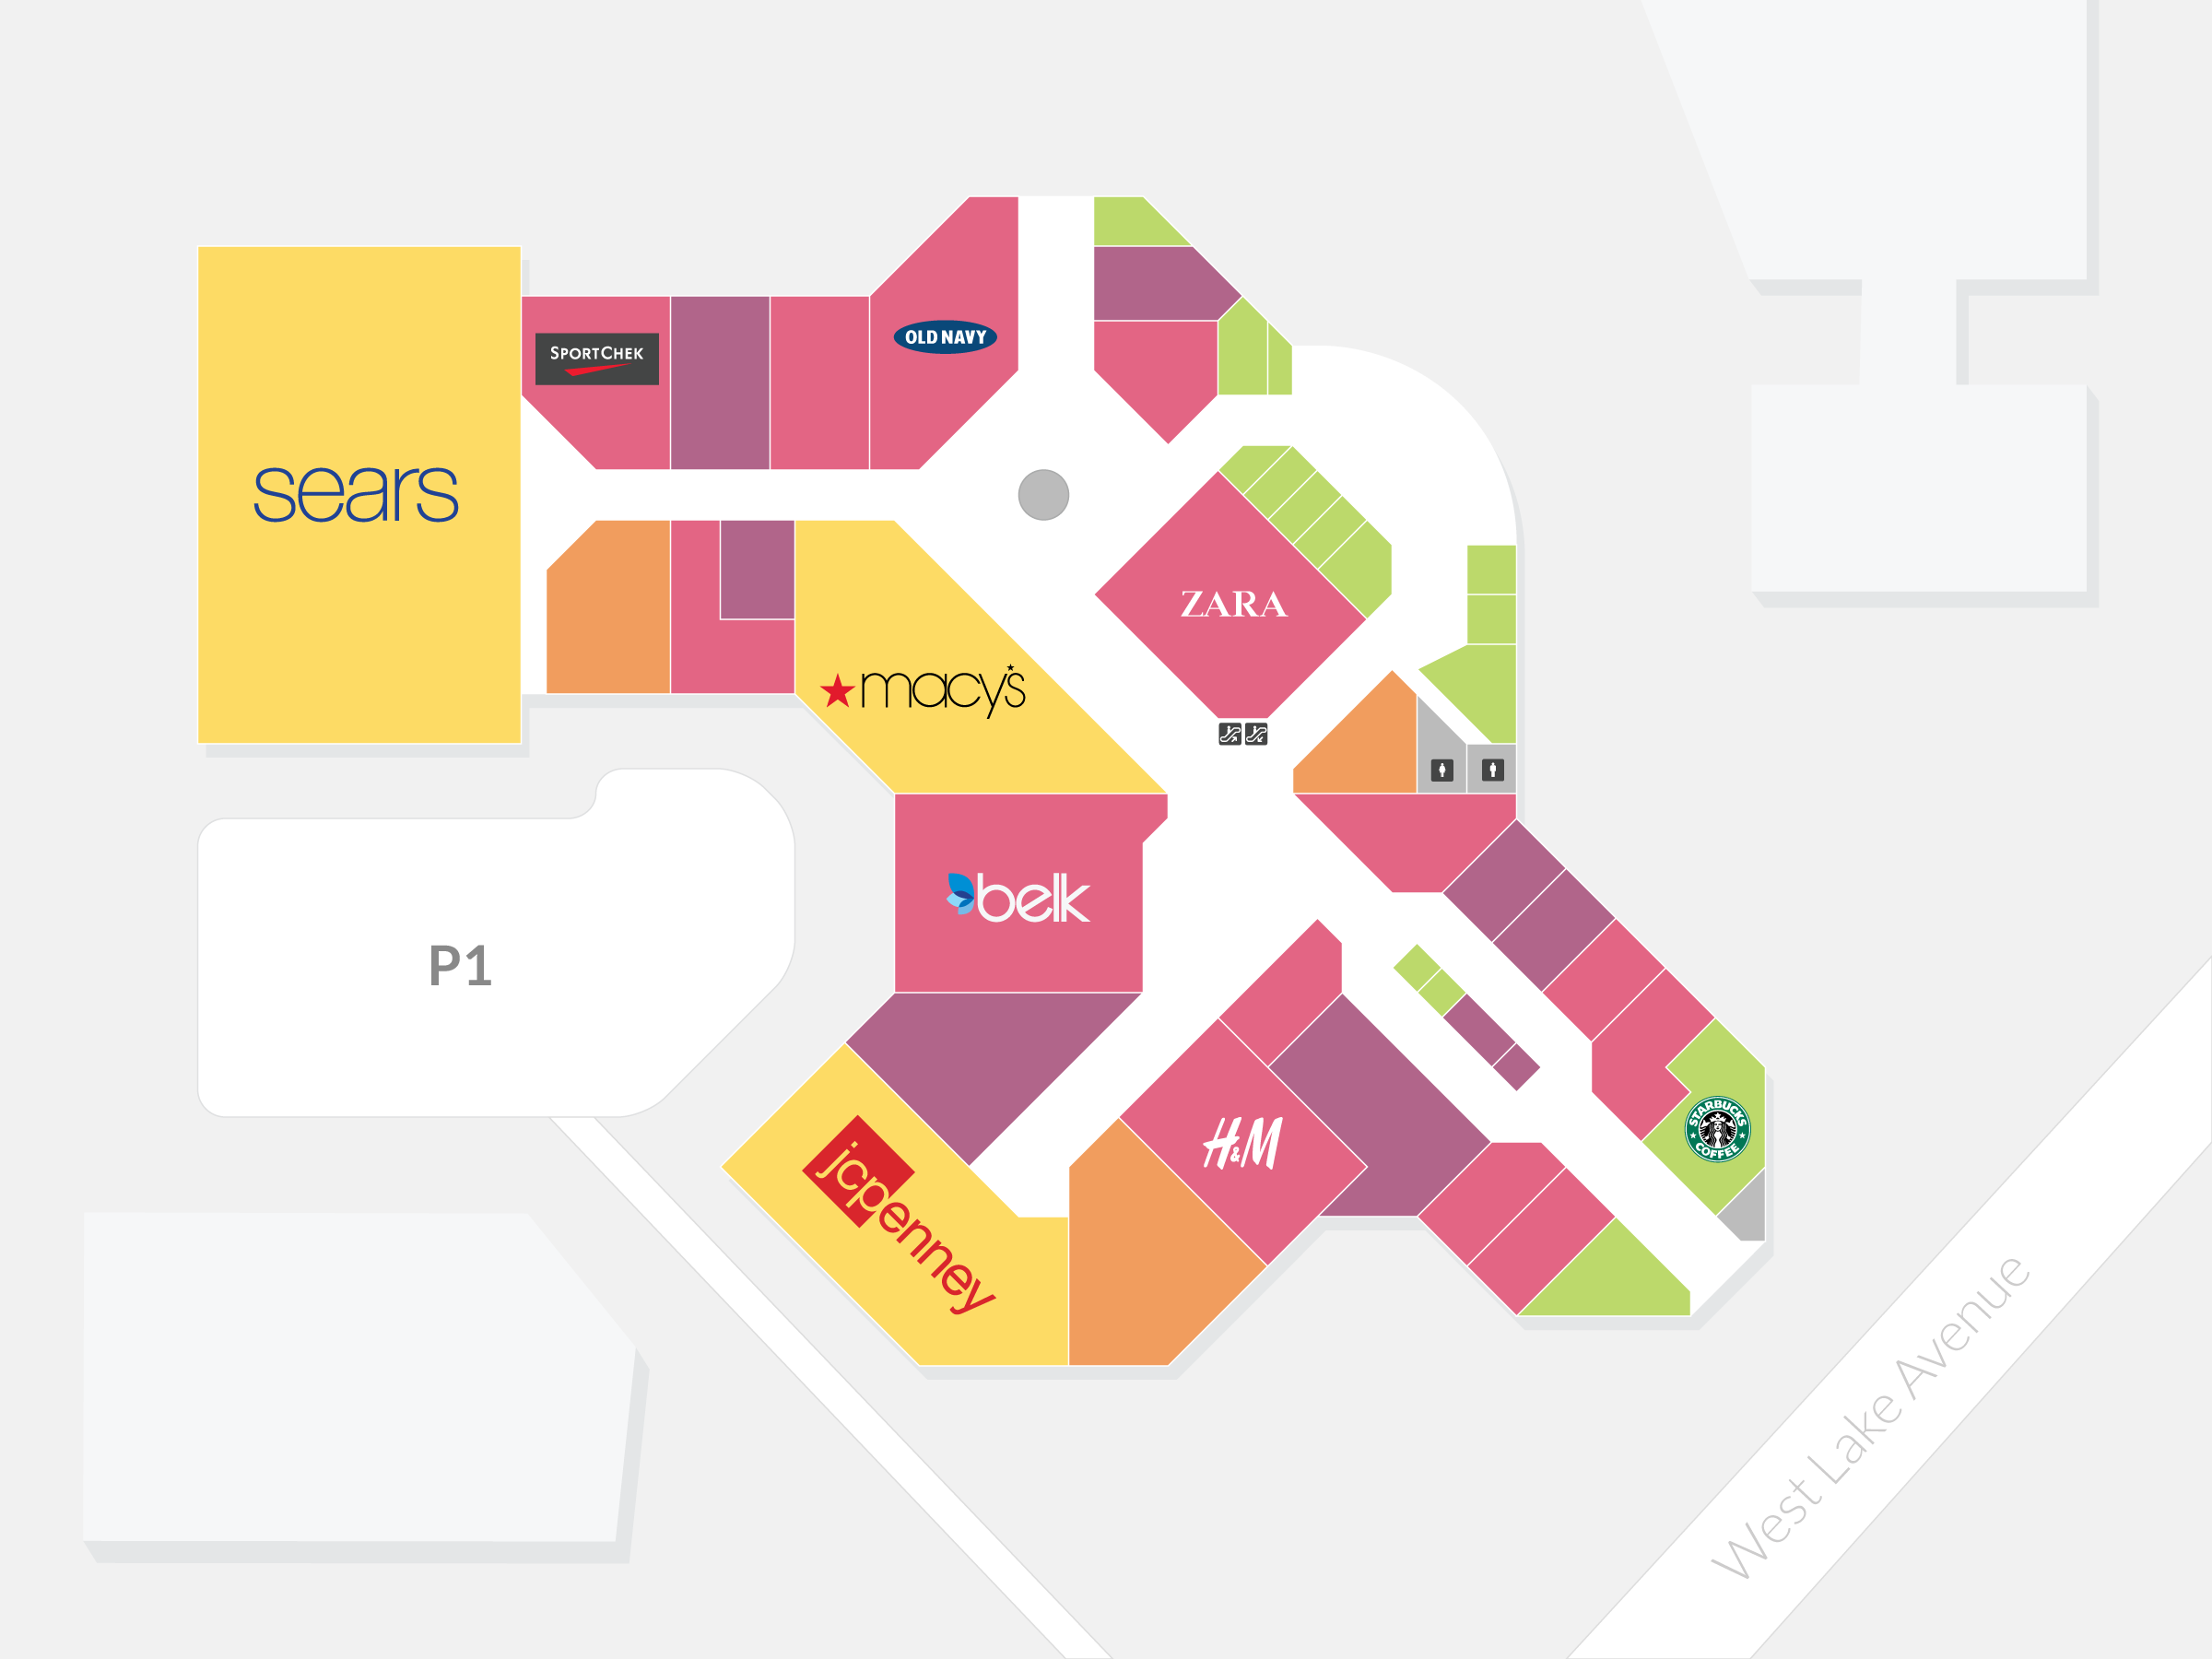 SPORTCHEK
OLD NAVY
sears
ZARA
macy's
belk
P1
STARBUCKS
COFFEE
H&M
jcpenney
West Lake Avenue